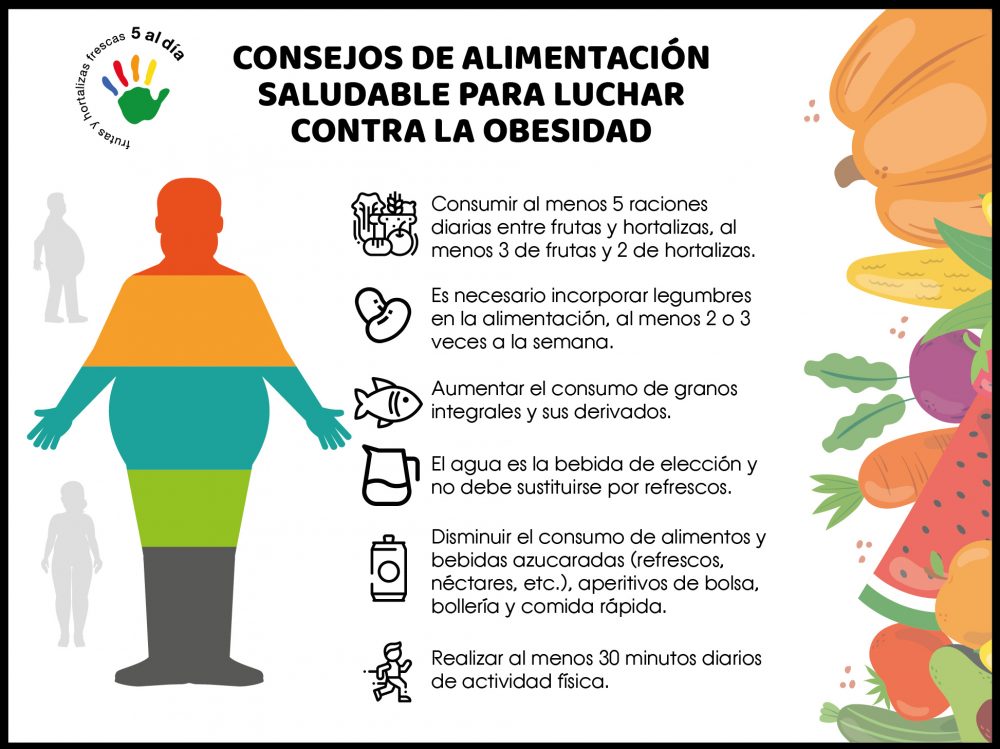 frutas y hortalizas frescas 5 al día
CONSEJOS DE ALIMENTACIÓN
SALUDABLE PARA LUCHAR
CONTRA LA OBESIDAD
Consumir al menos 5 raciones
diarias entre frutas y hortalizas, al
menos 3 de frutas y 2 de hortalizas.
Es necesario incorporar legumbres
en la alimentación, al menos 2 o 3
veces a la semana.
Aumentar el consumo de granos
integrales y sus derivados.
El agua es la bebida de elección y
no debe sustituirse por refrescos.
Disminuir el consumo de alimentos y
bebidas azucaradas (refrescos,
néctares, etc.), aperitivos de bolsa,
bollería y comida rápida.
Realizar al menos 30 minutos diarios
de actividad física.